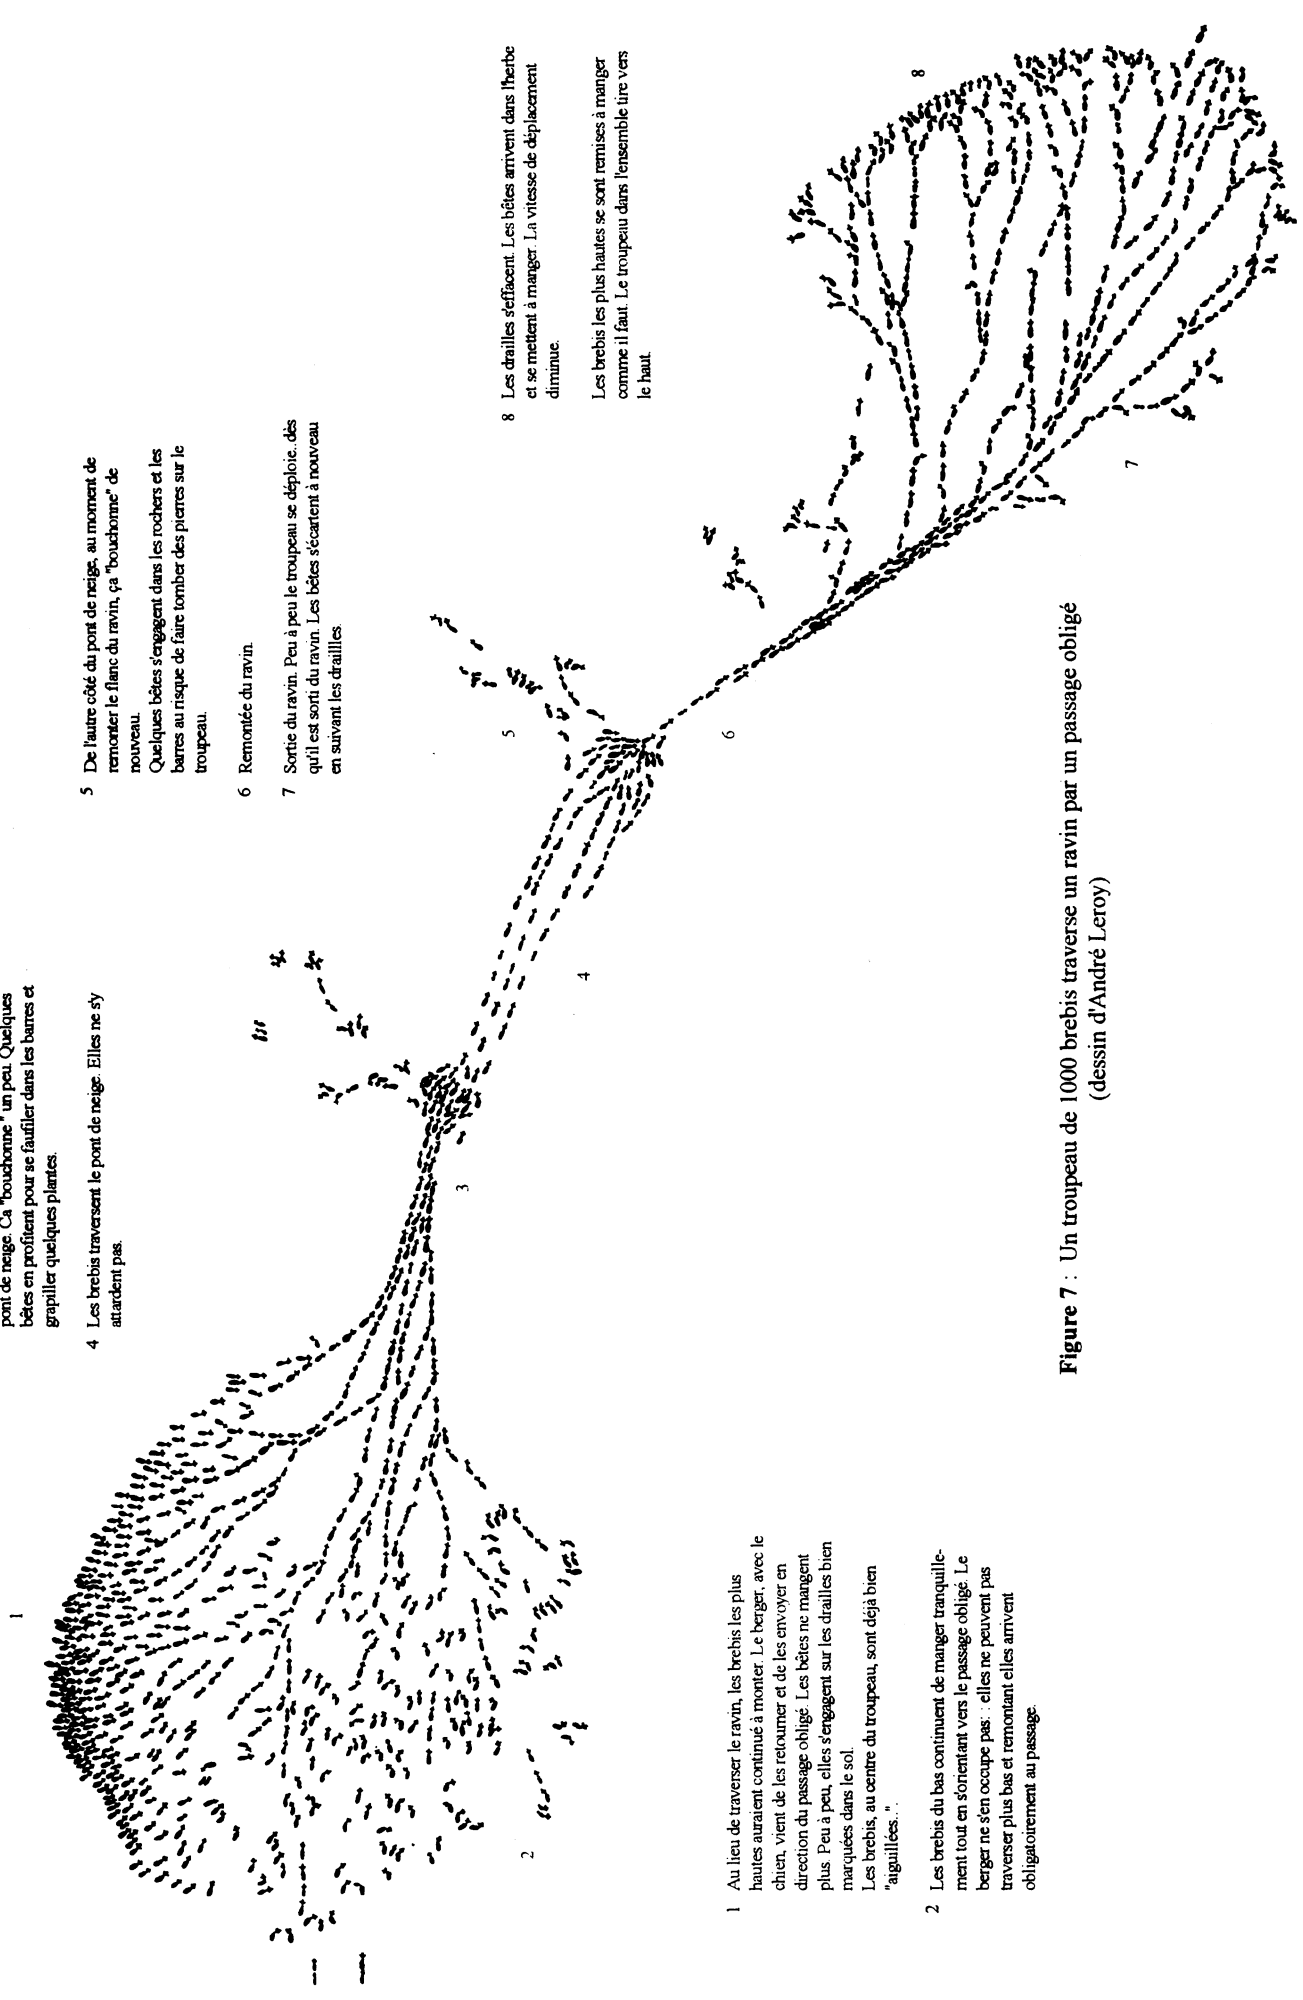 1 Au lieu de traverser le ravin, les brebis les plus
hautes auraient continué à monter. Le berger, avec le
chien, vient de les retourner et de les envoyer en
direction du passage obligé. Les bêtes ne mangent
plus. Peu à peu, elles s'engagent sur les drailles bien
marquées dans le sol.
Les brebis, au centre du troupeau, sont déjà bien
"aiguillées..".
2 Les brebis du bas continuent de manger tranquille-
ment tout en s'orientant vers le passage obligé. Le
berger ne s'en occupe pas: : elles ne peuvent pas
traverser plus bas et remontant elles arrivent
obligatoirement au passage.
pont de neige. Ca "bouchonne " un peu. Quelques
bêtes en profitent pour se faufiler dans les barres et
grapiller quelques plantes.
4 Les brebis traversent le pont de neige. Elles ne s'y
attardent pas.
5 De l'autre côté du pont de neige, au moment de
remonter le flanc du ravin, ça "bouchonne" de
nouveau.
Quelques bêtes s'engagent dans les rochers et les
barres au risque de faire tomber des pierres sur le
troupeau.
6 Remontée du ravin.
7 Sortie du ravin. Peu à peu le troupeau se déploie.. dès
qu'il est sorti du ravin. Les bêtes s'écartent à nouveau
en suivant les drailles.
8 Les drailles s'effacent. Les bêtes arrivent dans l'herbe
et se mettent à manger. La vitesse de déplacement
diminue.
Les brebis les plus hautes se sont remises à manger
comme il faut. Le troupeau dans l'ensemble tire vers
le haut.
1
2
3
4
5
6
7
8
Figure 7 : Un troupeau de 1000 brebis traverse un ravin par un passage obligé
(dessin d'André Leroy)